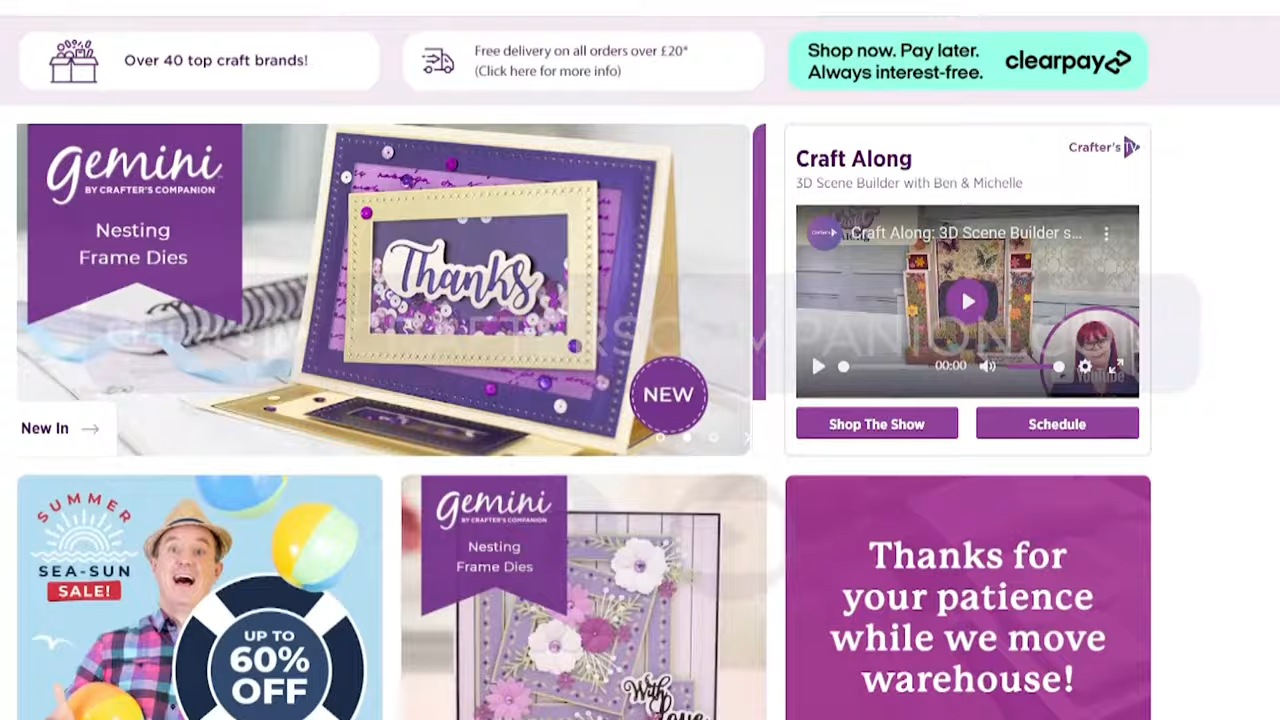 Over 40 top craft brands!
Free delivery on all orders over £20*
(Click here for more info)
Shop now. Pay later.
Always interest-free.
clearpay
gemini
BY CRAFTER'S COMPANION
Nesting
Frame Dies
Thanks
NEW
New In
Crafter's TV
Craft Along
3D Scene Builder with Ben & Michelle
Craft Along: 3D Scene Builder s...
00:00
YouTube
Shop The Show
Schedule
SUMMER
SEA-SUN
SALE!
UP TO
60%
OFF
gemini
BY CRAFTER'S COMPANION
Nesting
Frame Dies
With
Love
Thanks for
your patience
while we move
warehouse!